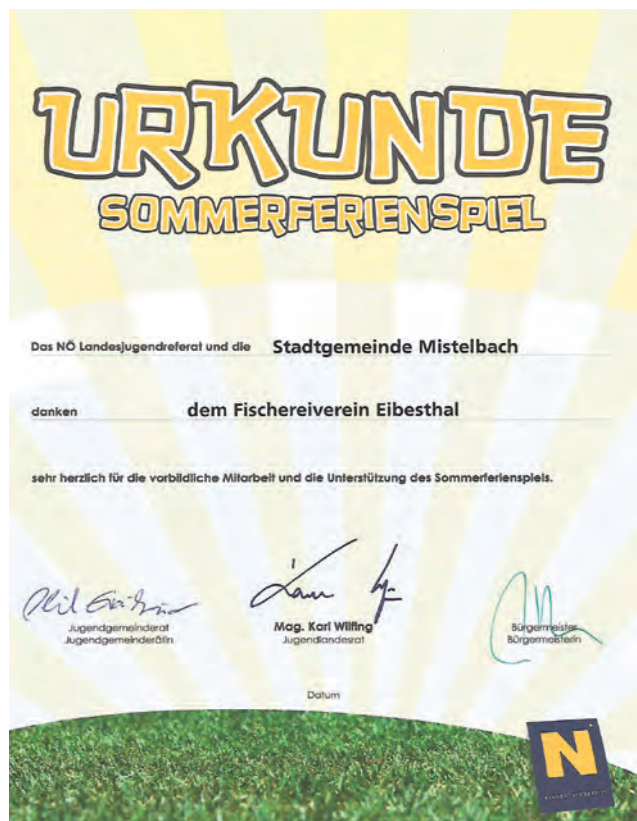 URKUNDE
SOMMERFERIENSPIEL
Das NÖ Landesjugendreferat und die Stadtgemeinde Mistelbach
danken dem Fischereiverein Eibesthal
sehr herzlich für die vorbildliche Mitarbeit und die Unterstützung des Sommerferienspiels.
Jugendgemeinderat
Jugendgemeinderätin
Mag. Karl Wilfing
Jugendlandesrat
Bürgermeister
Bürgermeisterin
Datum
N